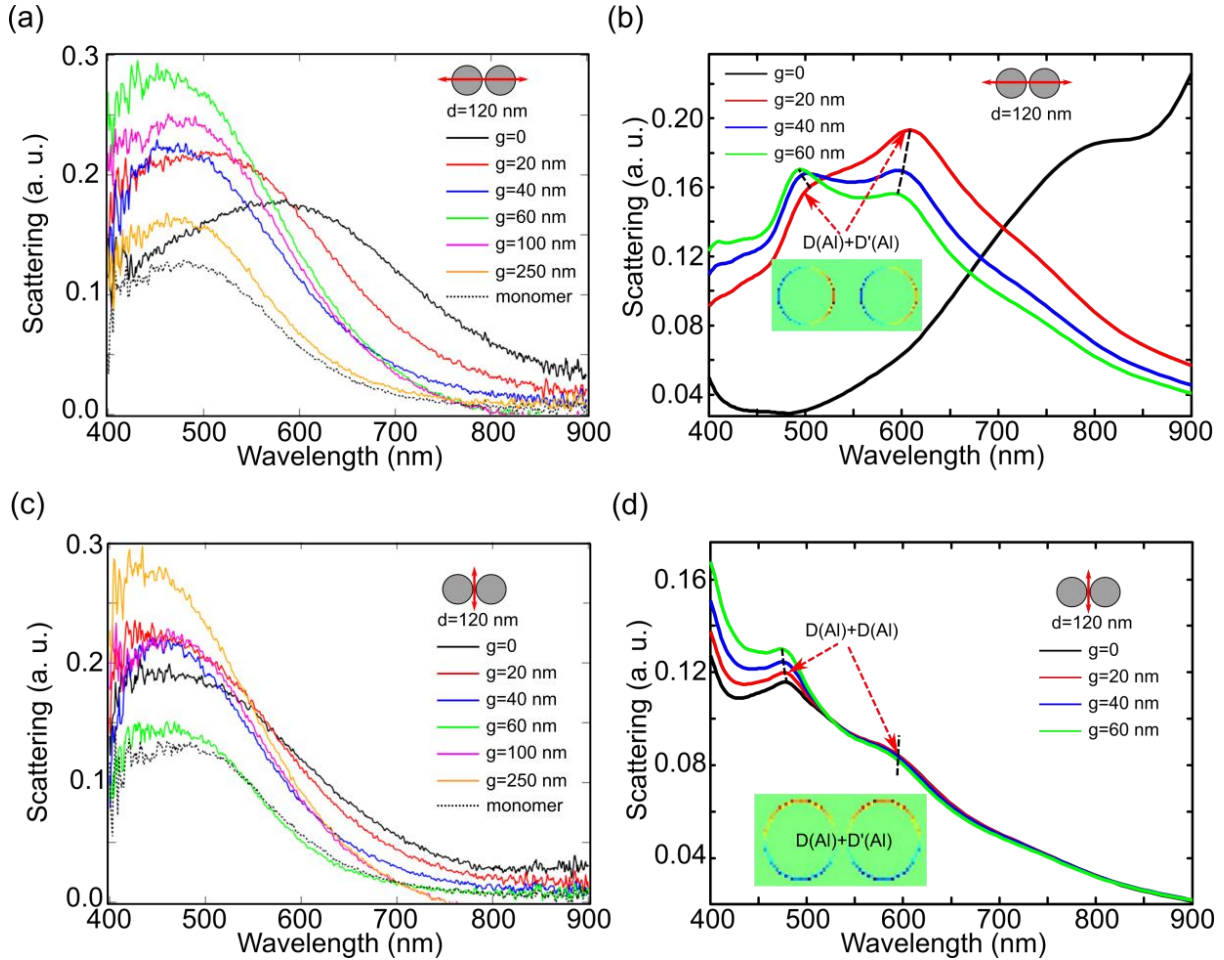 (a)
Scattering (a. u.)
0.3
0.2
0.1
0.0
400 500 600 700 800 900
Wavelength (nm)
d=120 nm
g=0
g=20 nm
g=40 nm
g=60 nm
g=100 nm
g=250 nm
monomer
(b)
Scattering (a. u.)
0.20
0.16
0.12
0.08
0.04
400 500 600 700 800 900
Wavelength (nm)
g=0
g=20 nm
g=40 nm
g=60 nm
d=120 nm
D(Al)+D'(Al)
(c)
Scattering (a. u.)
0.3
0.2
0.1
0.0
400 500 600 700 800 900
Wavelength (nm)
d=120 nm
g=0
g=20 nm
g=40 nm
g=60 nm
g=100 nm
g=250 nm
monomer
(d)
Scattering (a. u.)
0.16
0.12
0.08
0.04
400 500 600 700 800 900
Wavelength (nm)
d=120 nm
g=0
g=20 nm
g=40 nm
g=60 nm
D(Al)+D(Al)
D(Al)+D'(Al)